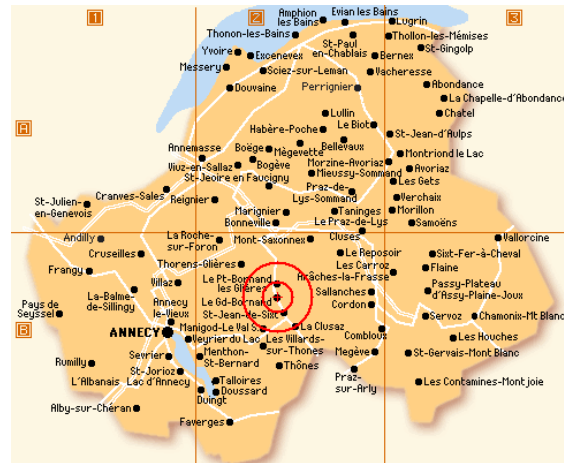 1
2
3
Amphion
les Bains
Evian les Bains
Lugrin
Thonon-les-Bains
St-Paul
en-Chablais
Thollon-les-Mémises
St-Gingolp
Yvoire
Excenevex
Bernex
Messery
Sciez-sur-Leman
Vacheresse
Douvaine
Perrignier
Abondance
La Chapelle-d'Abondance
Lullin
Chatel
Le Biot
A
Habère-Poche
St-Jean-d'Aulps
Annemasse
Boëge
Mègevette
Bellevaux
Montriond le Lac
Viuz-en-Sallaz
Bogève
Morzine-Avoriaz
Avoriaz
St-Jeoire en Faucigny
Mieussy-Sommand
Les Gets
Cranves-Sales
Praz-de-
Lys-Sommand
Verchaix
St-Julien-
en-Genevois
Reignier
Marignier
Taninges
Morillon
Bonneville
Le Praz-de-Lys
Samoëns
Andilly
La Roche-
sur-Foron
Mont-Saxonnex
Cluses
Vallorcine
Cruseilles
Le Reposoir
Sixt-Fer-à-Cheval
Frangy
Thorens-Glières
Les Carroz
Flaine
Le Pt-Bornand
les Glières
Arâches-la-Frasse
Villaz
Sallanches
Passy-Plateau
d'Assy-Plaine-Joux
La-Balme-
de-Sillingy
Annecy
le-Vieux
Le Gd-Bornand
Cordon
Pays de
Seyssel
St-Jean-de-Sixt
Servoz
Chamonix-Mt Blanc
B
ANNECY
Manigod-Le Val S.
La Clusaz
Combloux
Veyrier du Lac
Les Villards-
sur-Thones
Les Houches
Sevrier
Menthon-
St-Bernard
Megève
St-Gervais-Mont Blanc
Rumilly
St-Jorioz
Thônes
L'Albanais
Lac d'Annecy
Talloires
Praz-
sur-Arly
Doussard
Les Contamines-Montjoie
Duingt
Alby-sur-Chéran
Faverges